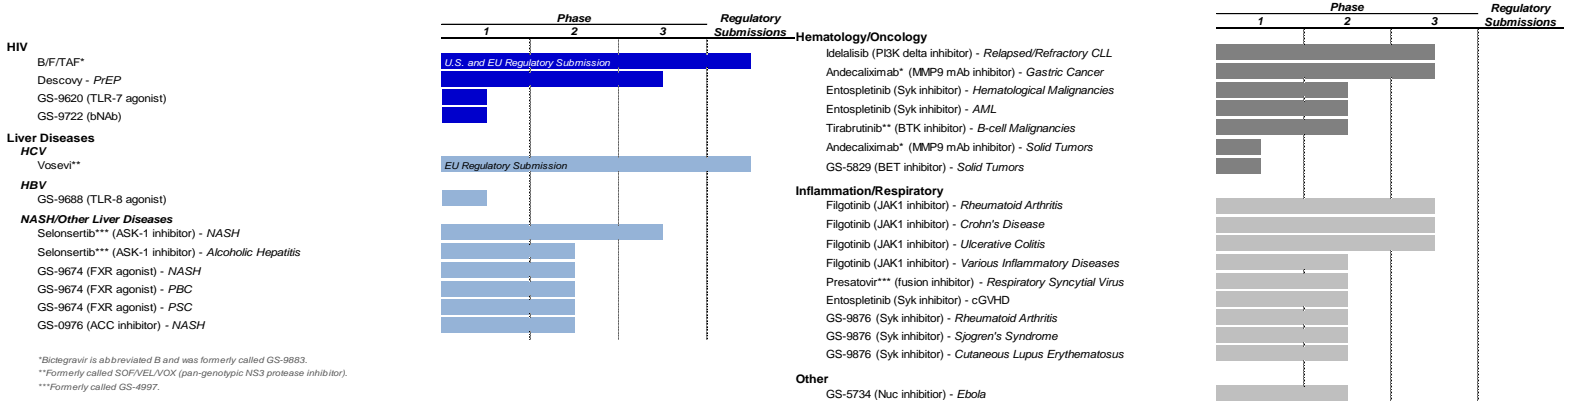 Phase
Regulatory
1 2 3 Submissions
HIV
B/F/TAF*
U.S. and EU Regulatory Submission
Descovy - PrEP
GS-9620 (TLR-7 agonist)
GS-9722 (bNAb)
Liver Diseases
HCV
Vosevi**
EU Regulatory Submission
HBV
GS-9688 (TLR-8 agonist)
NASH/Other Liver Diseases
Selonsertib*** (ASK-1 inhibitor) - NASH
Selonsertib*** (ASK-1 inhibitor) - Alcoholic Hepatitis
GS-9674 (FXR agonist) - NASH
GS-9674 (FXR agonist) - PBC
GS-9674 (FXR agonist) - PSC
GS-0976 (ACC inhibitor) - NASH
*Bictegravir is abbreviated B and was formerly called GS-9883.
**Formerly called SOF/VEL/VOX (pan-genotypic NS3 protease inhibitor).
***Formerly called GS-4997.
Phase
Regulatory
1 2 3 Submissions
Hematology/Oncology
Idelalisib (PI3K delta inhibitor) - Relapsed/Refractory CLL
Andecaliximab* (MMP9 mAb inhibitor) - Gastric Cancer
Entospletinib (Syk inhibitor) - Hematological Malignancies
Entospletinib (Syk inhibitor) - AML
Tirabrutinib** (BTK inhibitor) - B-cell Malignancies
Andecaliximab* (MMP9 mAb inhibitor) - Solid Tumors
GS-5829 (BET inhibitor) - Solid Tumors
Inflammation/Respiratory
Filgotinib (JAK1 inhibitor) - Rheumatoid Arthritis
Filgotinib (JAK1 inhibitor) - Crohn's Disease
Filgotinib (JAK1 inhibitor) - Ulcerative Colitis
Filgotinib (JAK1 inhibitor) - Various Inflammatory Diseases
Presatovir*** (fusion inhibitor) - Respiratory Syncytial Virus
Entospletinib (Syk inhibitor) - cGVHD
GS-9876 (Syk inhibitor) - Rheumatoid Arthritis
GS-9876 (Syk inhibitor) - Sjogren's Syndrome
GS-9876 (Syk inhibitor) - Cutaneous Lupus Erythematosus
Other
GS-5734 (Nuc inhibitior) - Ebola